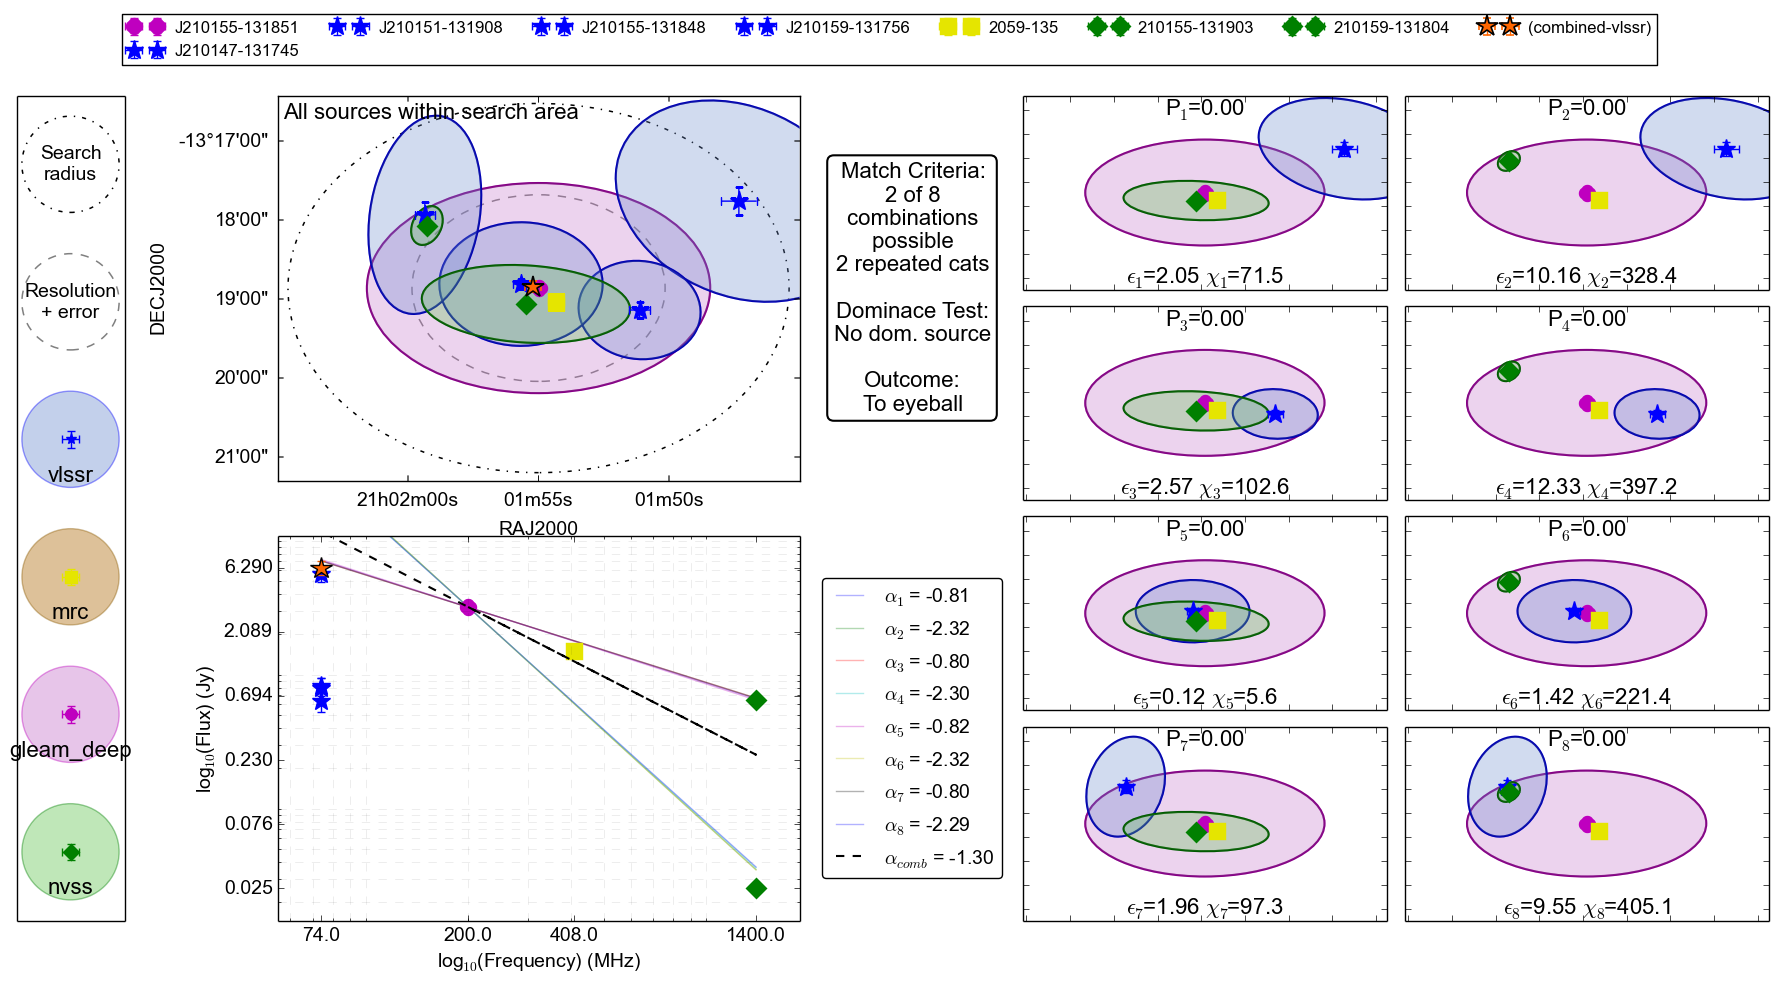 J210155-131851 J210151-131908 J210155-131848 J210159-131756 2059-135 210155-131903 210159-131804 (combined-vlssr)
J210147-131745
Search
radius
Resolution
+ error
vlssr
mrc
gleam_deep
nvss
All sources within search area
DECJ2000
-13°17'00"
18'00"
19'00"
20'00"
21'00"
21h02m00s 01m55s 01m50s
RAJ2000
Match Criteria:
2 of 8
combinations
possible
2 repeated cats
Dominace Test:
No dom. source
Outcome:
To eyeball
log10(Flux) (Jy)
6.290
2.089
0.694
0.230
0.076
0.025
74.0 200.0 408.0 1400.0
log10(Frequency) (MHz)
α1 = -0.81
α2 = -2.32
α3 = -0.80
α4 = -2.30
α5 = -0.82
α6 = -2.32
α7 = -0.80
α8 = -2.29
αcomb = -1.30
P1=0.00
ϵ1=2.05 χ1=71.5
P2=0.00
ϵ2=10.16 χ2=328.4
P3=0.00
ϵ3=2.57 χ3=102.6
P4=0.00
ϵ4=12.33 χ4=397.2
P5=0.00
ϵ5=0.12 χ5=5.6
P6=0.00
ϵ6=1.42 χ6=221.4
P7=0.00
ϵ7=1.96 χ7=97.3
P8=0.00
ϵ8=9.55 χ8=405.1